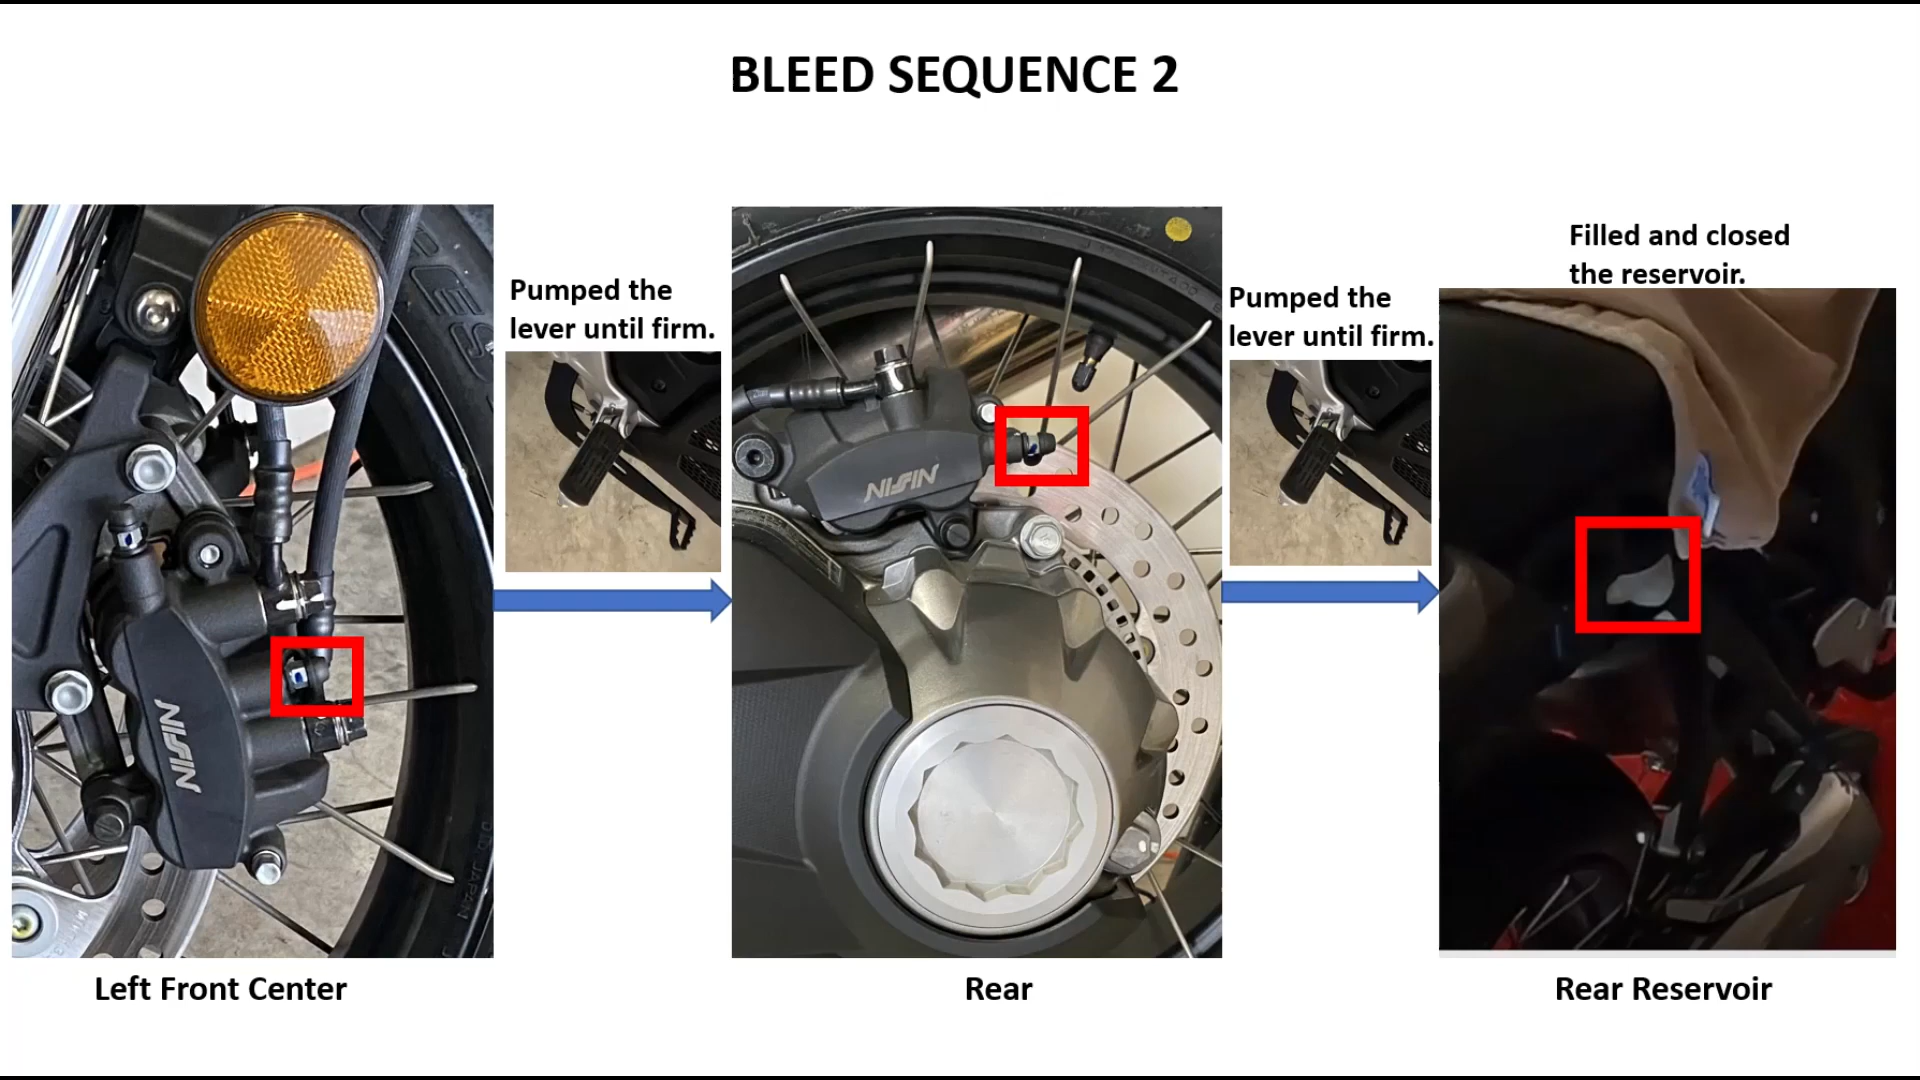 BLEED SEQUENCE 2
Pumped the
lever until firm.
Pumped the
lever until firm.
Filled and closed
the reservoir.
NISSIN
NISSIN
Left Front Center
Rear
Rear Reservoir